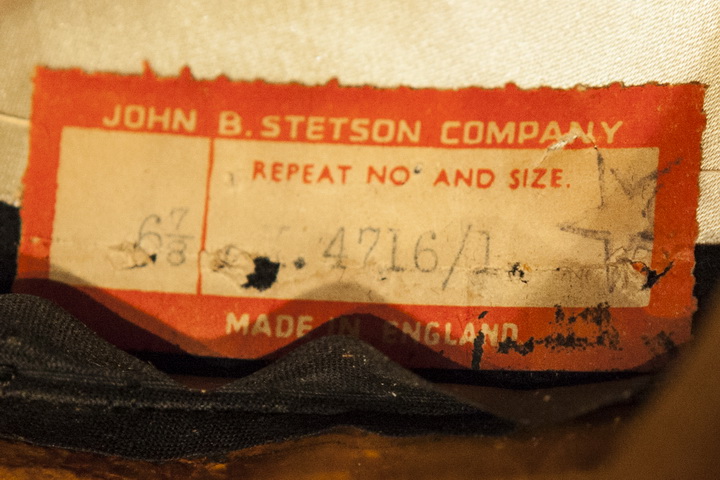 JOHN B. STETSON COMPANY
REPEAT NO AND SIZE.
6 7/8 4716/1
MADE IN ENGLAND